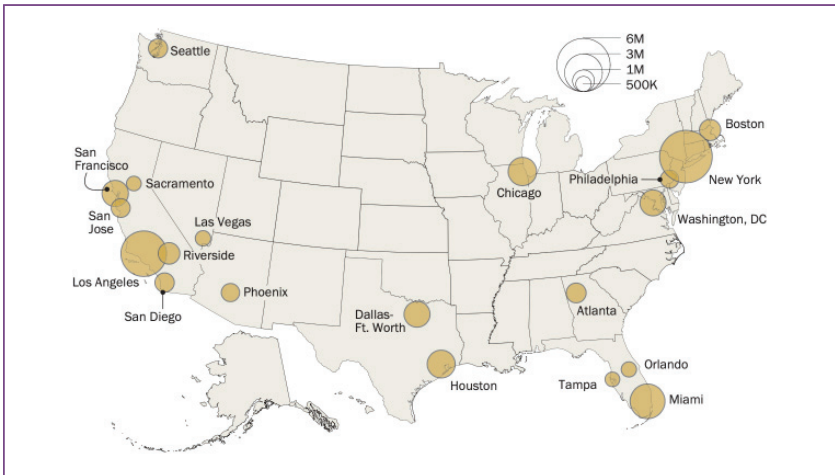 6M
3M
1M
500K
Seattle
Boston
San
Francisco
Sacramento
Chicago
Philadelphia
New York
San
Jose
Las Vegas
Washington, DC
Riverside
Los Angeles
Phoenix
San Diego
Dallas-
Ft. Worth
Atlanta
Houston
Orlando
Tampa
Miami